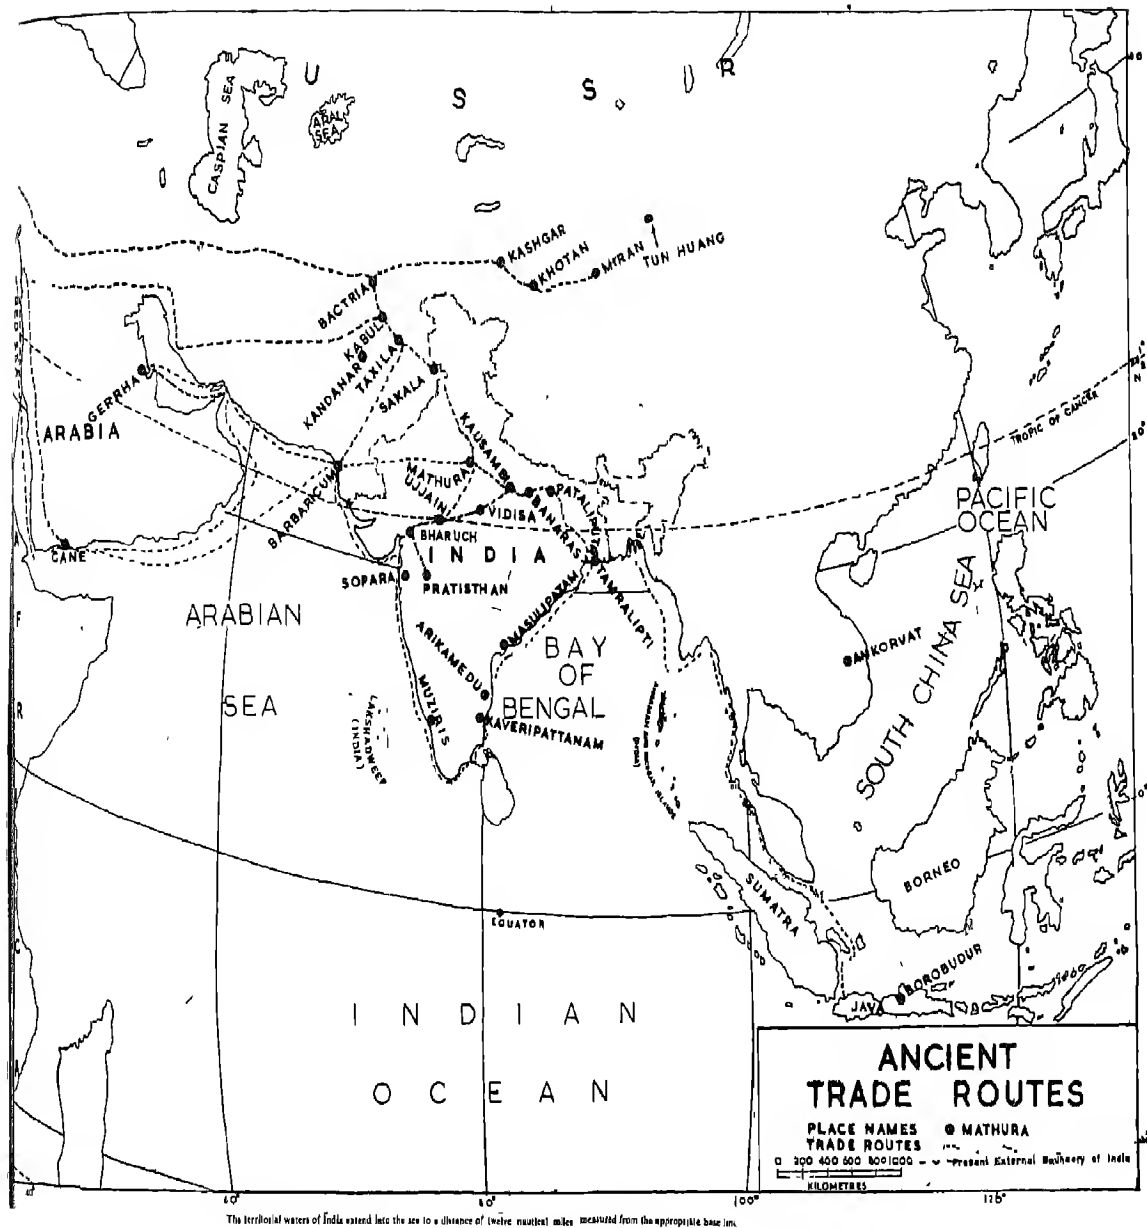 U S S R
40
CASPIAN SEA
ARAL SEA
KASHGAR
KHOTAN
MIRAN
TUN HUANG
BACTRIA
KABUL
KANDAHAR
TAXILA
SAKALA
GERRHA
ARABIA
TROPIC OF CANCER
20°
KAUSAMBI
MATHURA
UJJAIN
BARBARICUM
VIDISA
BANARAS
PATALIPUTRA
PACIFIC
OCEAN
CANE
BHARUCH
INDIA
SOPARA
PRATISTHAN
TAMRALIPTI
MASULIPATAM
ARABIAN
SEA
BAY
OF
BENGAL
ARIKAMEDU
MUZIRIS
KAVERIPATTANAM
LAKSHADWEEP
(INDIA)
ANKORVAT
SOUTH CHINA SEA
0°
F
R
C
A
BORNEO
SUMATRA
EQUATOR
BOROBUDUR
JAVA
INDIAN
OCEAN
ANCIENT
TRADE ROUTES
PLACE NAMES MATHURA
TRADE ROUTES
0 200 400 600 800 1000
Present External Boundary of India
KILOMETRES
60°
80°
100°
120°
The territorial waters of India extend into the sea to a distance of twelve nautical miles measured from the appropriate base line